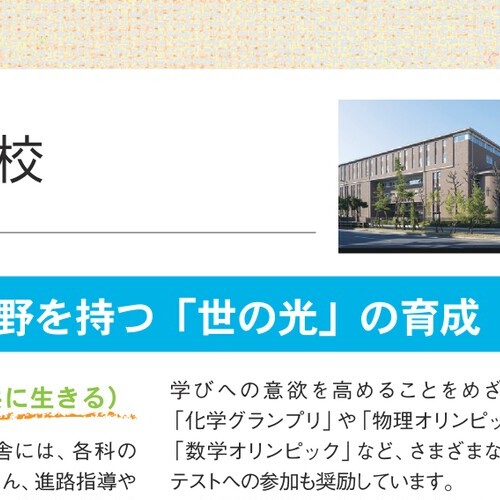 校
野を持つ「世の光」の育成
に生きる）
舎には、各科の
ん、進路指導や
学びへの意欲を高めることをめざ
「化学グランプリ」や「物理オリンピッ
「数学オリンピック」など、さまざまな
テストへの参加も奨励しています。